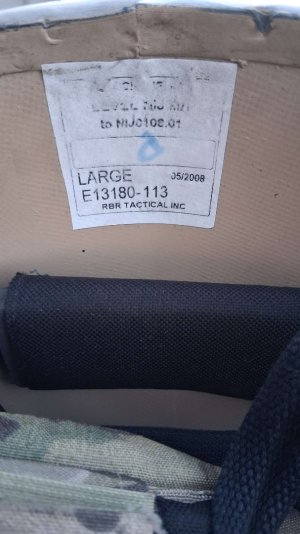 to NIJ0108.01
LARGE 05/2008
E13180-113
RBR TACTICAL INC